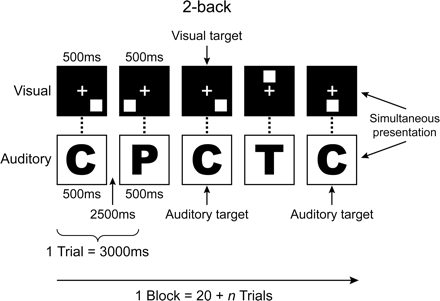 2-back
Visual target
500ms 500ms
Visual
Simultaneous
presentation
Auditory C P C T C
500ms 500ms
2500ms
Auditory target Auditory target
1 Trial = 3000ms
1 Block = 20 + n Trials